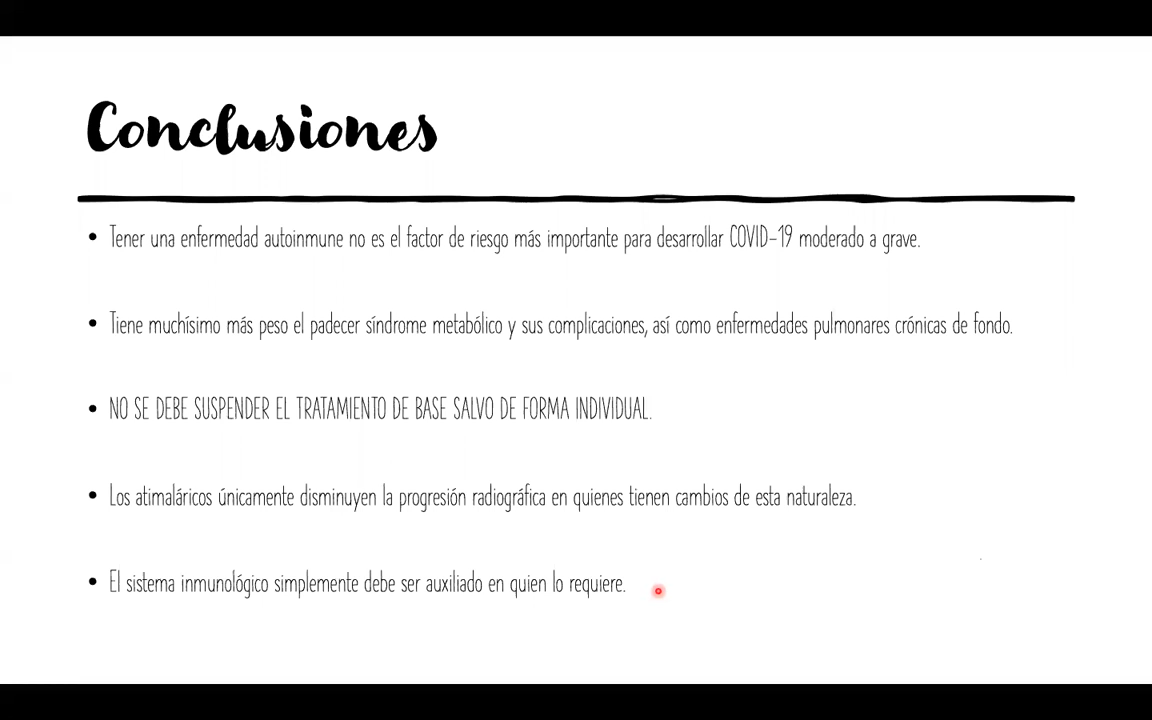 Conclusiones
• Tener una enfermedad autoinmune no es el factor de riesgo más importante para desarrollar COVID-19 moderado a grave.
• Tiene muchísimo más peso el padecer síndrome metabólico y sus complicaciones, así como enfermedades pulmonares crónicas de fondo.
• NO SE DEBE SUSPENDER EL TRATAMIENTO DE BASE SALVO DE FORMA INDIVIDUAL.
• Los atimaláricos únicamente disminuyen la progresión radiográfica en quienes tienen cambios de esta naturaleza.
• El sistema inmunológico simplemente debe ser auxiliado en quien lo requiere.